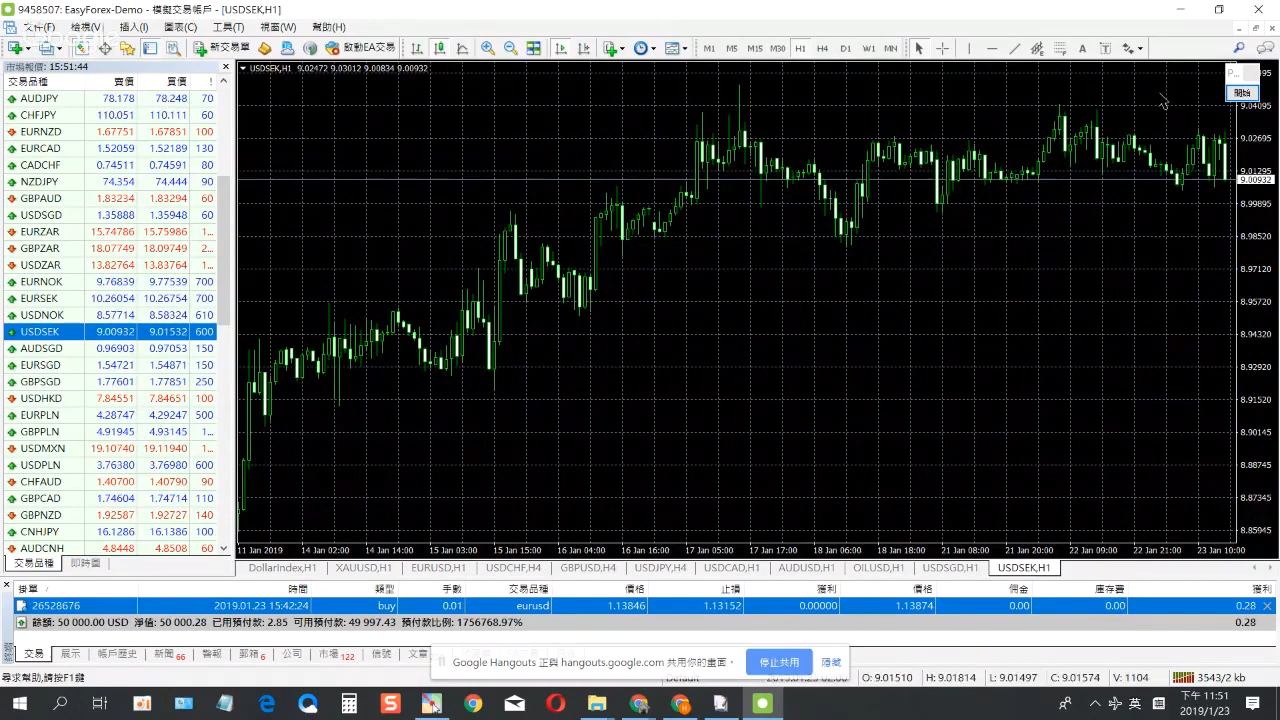 9458507: EasyForex-Demo - 模擬交易帳戶 - [USDSEK,H1]
檔案(F) 檢視(V) 插入(I) 圖表(C) 工具(T) 視窗(W) 幫助(H)
新訂單 啟動EA交易 M1 M5 M15 M30 H1 H4 D1 W1 MN
市場報價: 15:51:44
交易品種 賣價 買價 !
AUDJPY 78.178 78.248 70
CHFJPY 110.051 110.111 60
EURNZD 1.67751 1.67851 100
EURCAD 1.52059 1.52189 130
CADCHF 0.74511 0.74591 80
NZDJPY 74.354 74.444 90
GBPAUD 1.83234 1.83294 60
USDSGD 1.35888 1.35948 60
EURZAR 15.74786 15.75986 1...
GBPZAR 18.07749 18.09749 2...
USDZAR 13.82764 13.83764 1...
EURNOK 9.76839 9.77539 700
EURSEK 10.26054 10.26754 700
USDNOK 8.57714 8.58324 610
USDSEK 9.00932 9.01532 600
AUDSGD 0.96903 0.97053 150
EURSGD 1.54721 1.54871 150
GBPSGD 1.77601 1.77851 250
USDHKD 7.84551 7.84651 100
EURPLN 4.28747 4.29247 500
GBPPLN 4.91945 4.93145 1...
USDMXN 19.10740 19.11940 1...
USDPLN 3.76380 3.76980 600
CHFAUD 1.40700 1.40790 90
GBPCAD 1.74604 1.74714 110
GBPNZD 1.92587 1.92727 140
CNHJPY 16.1286 16.1386 100
AUDCNH 4.8448 4.8508 60
交易品種 即時圖
USDSEK,H1 9.02472 9.03012 9.00834 9.00932
P...
開始
9.04095
9.02695
9.01295
9.00932
8.99895
8.98520
8.97120
8.95720
8.94320
8.92920
8.91520
8.90145
8.88745
8.87345
8.85945
11 Jan 2019 14 Jan 02:00 14 Jan 14:00 15 Jan 03:00 15 Jan 15:00 16 Jan 04:00 16 Jan 16:00 17 Jan 05:00 17 Jan 17:00 18 Jan 06:00 18 Jan 18:00 21 Jan 08:00 21 Jan 20:00 22 Jan 09:00 22 Jan 21:00 23 Jan 10:00
DollarIndex,H1 XAUUSD,H1 EURUSD,H1 USDCHF,H4 GBPUSD,H4 USDJPY,H4 USDCAD,H1 AUDUSD,H1 OILUSD,H1 USDSGD,H1 USDSEK,H1
掛單 時間 類型 手數 交易品種 價格 止損 獲利 價格 佣金 庫存費 獲利
26528676 2019.01.23 15:42:24 buy 0.01 eurusd 1.13846 1.13152 0.00000 1.13874 0.00 0.00 0.28
餘額: 50 000.00 USD 淨值: 50 000.28 已用預付款: 2.85 可用預付款: 49 997.43 預付款比例: 1756768.97% 0.28
交易 展示 帳戶歷史 新聞 66 警報 郵箱 6 公司 市場 122 信號 文章
Google Hangouts 正與 hangouts.google.com 共用你的畫面。 停止共用 隱藏
尋求幫助,請按F1鍵 Default O: 9.01510 H: 9.01814 L: 9.01497 C: 9.01574 V: 1104
下午 11:51
2019/1/23